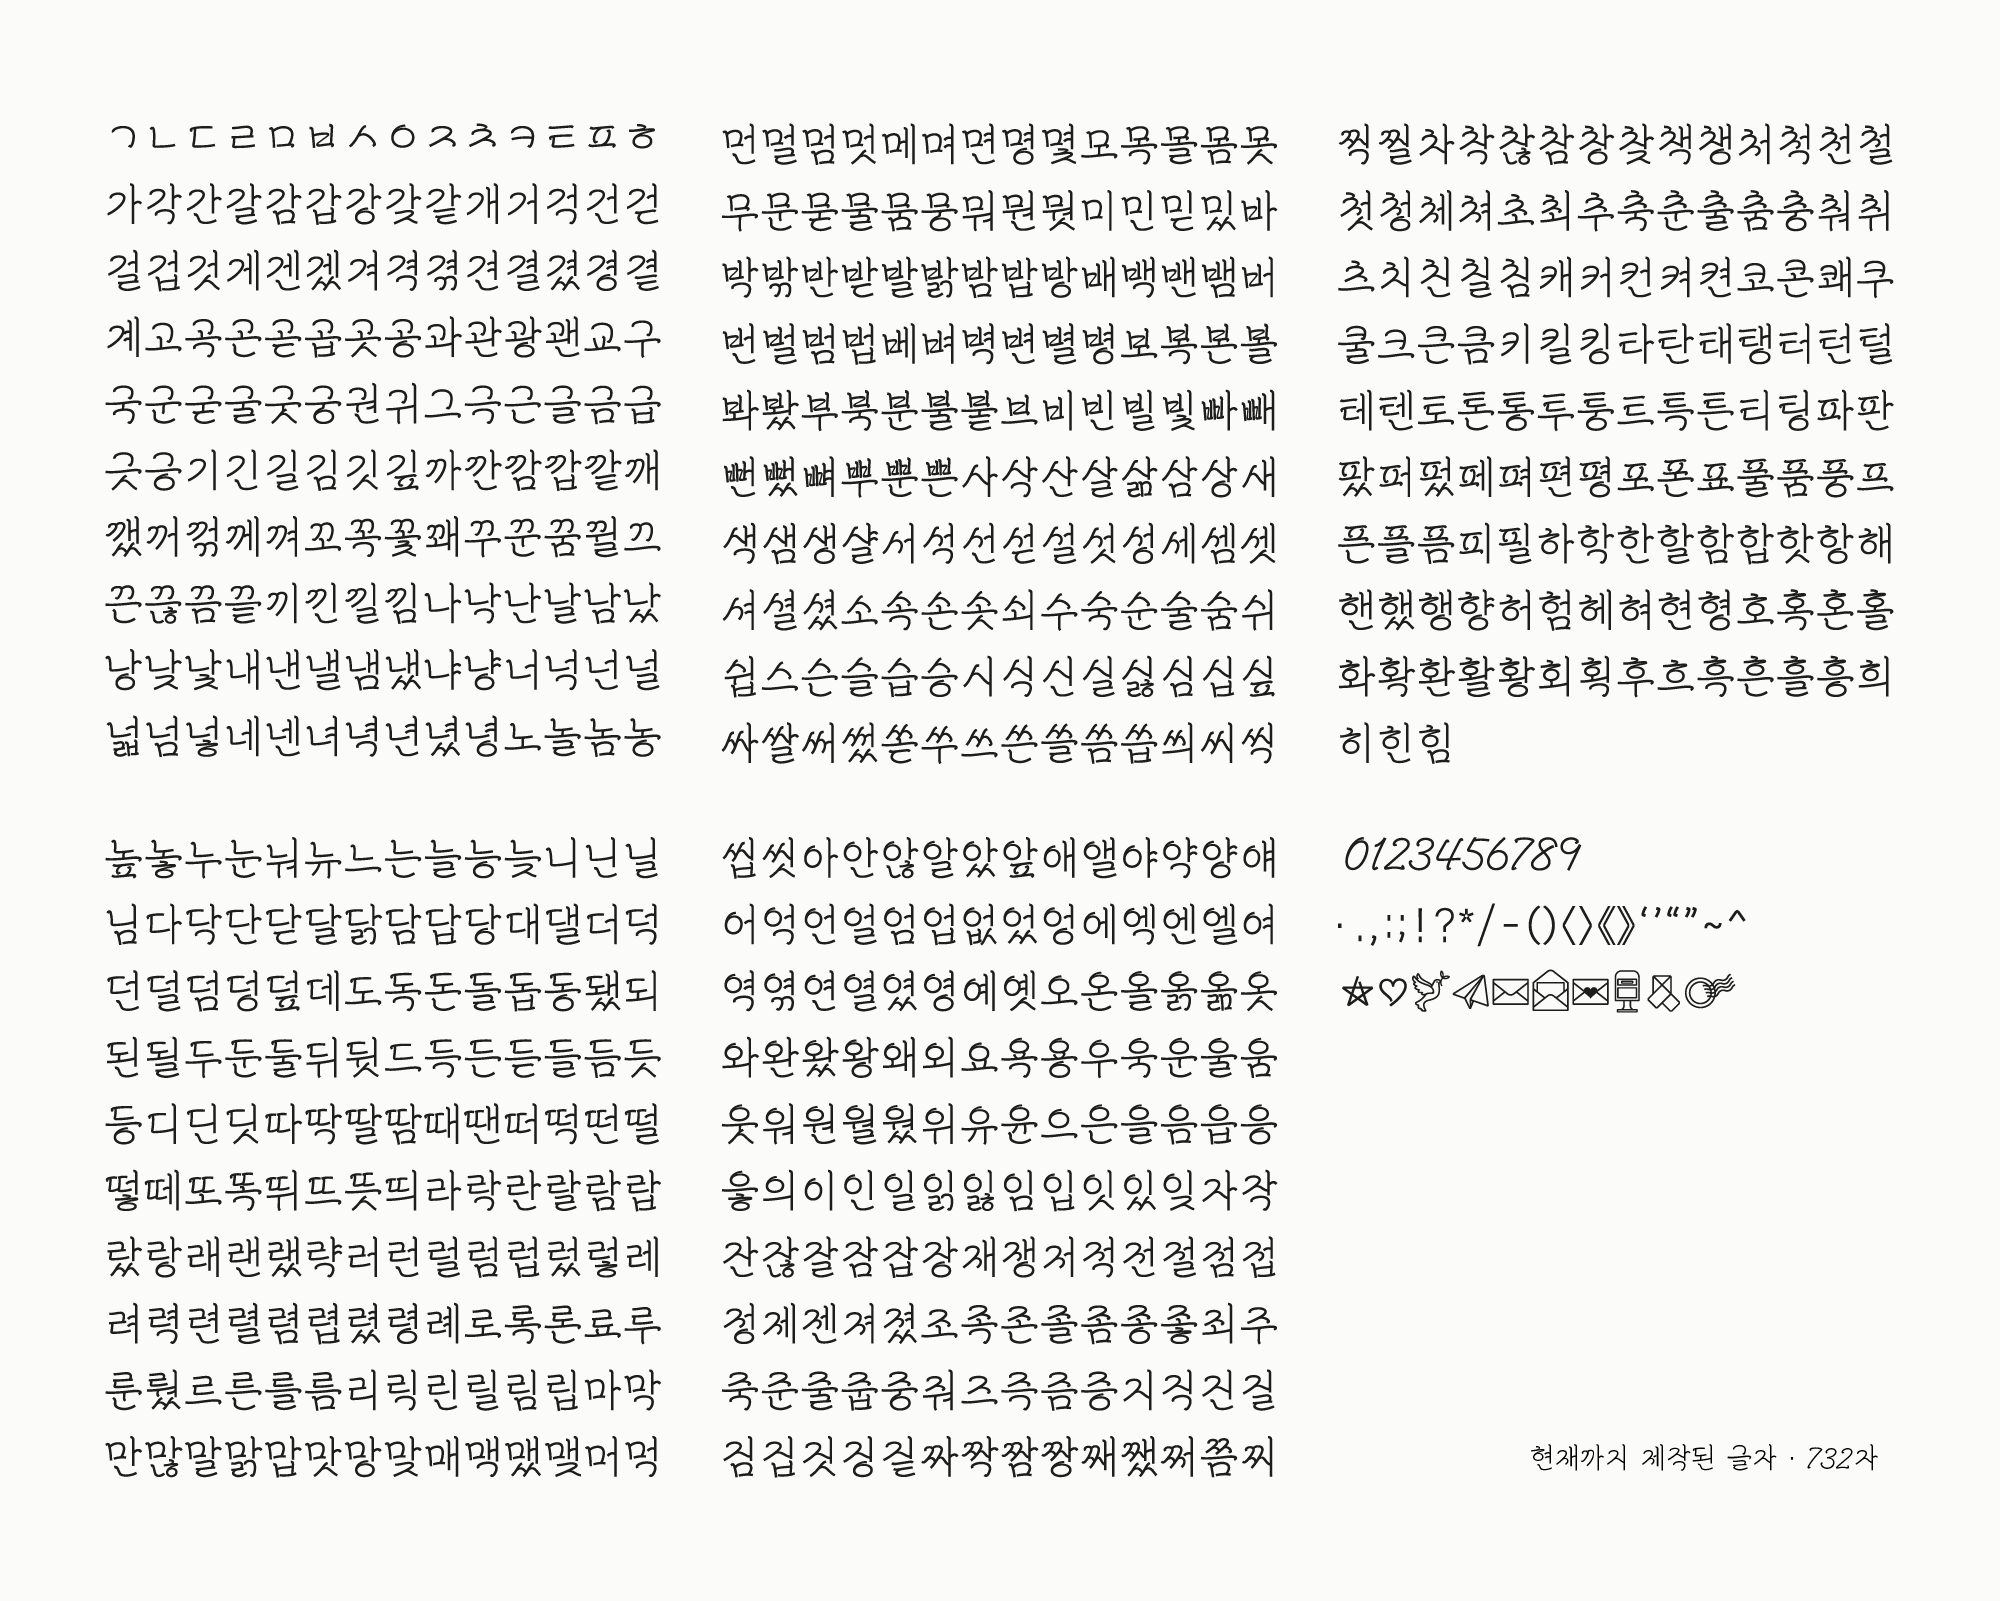 ㄱㄴㄷㄹㅁㅂㅅㅇㅈㅊㅋㅌㅍㅎ
가각간갈감갑강갖같개거걱건걷
걸겁것게겐겠겨격겪견결겼경곁
계고곡곤곧곱곳공과관광괜교구
국군굳굴굿궁권귀그극근글금급
긋긍기긴길김깃깊까깐깜깝깥깨
깼꺼꺾께껴꼬꼭꽃꽤꾸꾼꿈뀔끄
끈끊끔끝끼낀낄낌나낙난날남났
낭낮낯내낸낼냄냈냐냥너넉넌널
넓넘넣네넨녀녁년녔녕노놀놈농
높놓누눈눠뉴느는늘능늦니닌닐
님다닥단닫달닭담답당대댈더덕
던덜덤덩덮데도독돈돌돕동됐되
된될두둔둘뒤뒷드득든듣들듬듯
등디딘딧따딱딸땀때땐떠떡떤떨
떻떼또똑뛰뜨뜻띄라락란랄람랍
랐랑래랜랬략러런럴럼럽렀렇레
려력련렬렴렵렸령례로록론료루
룬뤘르른를름리릭린릴림립마막
만많말맑맙맛망맞매맥맸맺머먹
먼멀멈멋메며면명몇모목몰몸못
무문묻물뭄뭉뭐뭔뭣미민믿밌바
박밖반받발밝밤밥방배백밴뱀버
번벌범법베벼벽변별병보복본볼
봐봤부북분불붙브비빈빌빛빠빼
뻔뻤뼈뿌뿐쁜사삭산살삶삼상새
색샘생샬서석선섣설섯성세셈셋
셔셜셨소속손솟쇠수숙순술숨쉬
쉽스슨슬습승시식신실싫심십싶
싸쌀써썼쏟쑤쓰쓴쓸씀씁씌씨씩
씹씻아안않알았앞애앨야약양얘
어억언얼엄업없었엉에엑엔엘여
역엮연열였영예옛오온올옭옮옷
와완왔왕왜외요욕용우욱운울움
웃워원월웠위유윤으은을음읍응
읗의이인일읽잃임입잇있잊자작
잔잖잘잠잡장재쟁저적전절점접
정제젠져졌조족존졸좀종좋죄주
죽준줄줍중줘즈즉즘증지직진질
짐집짓징짙짜짝짬짱째쨌쩌쯤찌
찍찔차착찮참창찾책챙처척천철
첫청체쳐초최추축춘출춤충춰취
츠치친칠침캐커컨켜켠코콘쾌쿠
쿨크큰큼키킬킹타탄태탱터턴털
테텐토톤통투퉁트특튼티팅파판
팠퍼펐페펴편평포폰표풀품풍프
픈플픔피필하학한할함합핫항해
핸했행향허험헤혀현형호혹혼홀
화확환활황회획후흐흑흔흘흥희
히힌힘
0123456789
· . , : ; ! ? * / - ( ) 〈 〉 《 》 ‘ ’ “ ” ~ ^
☆♡
현재까지 제작된 글자 · 732자